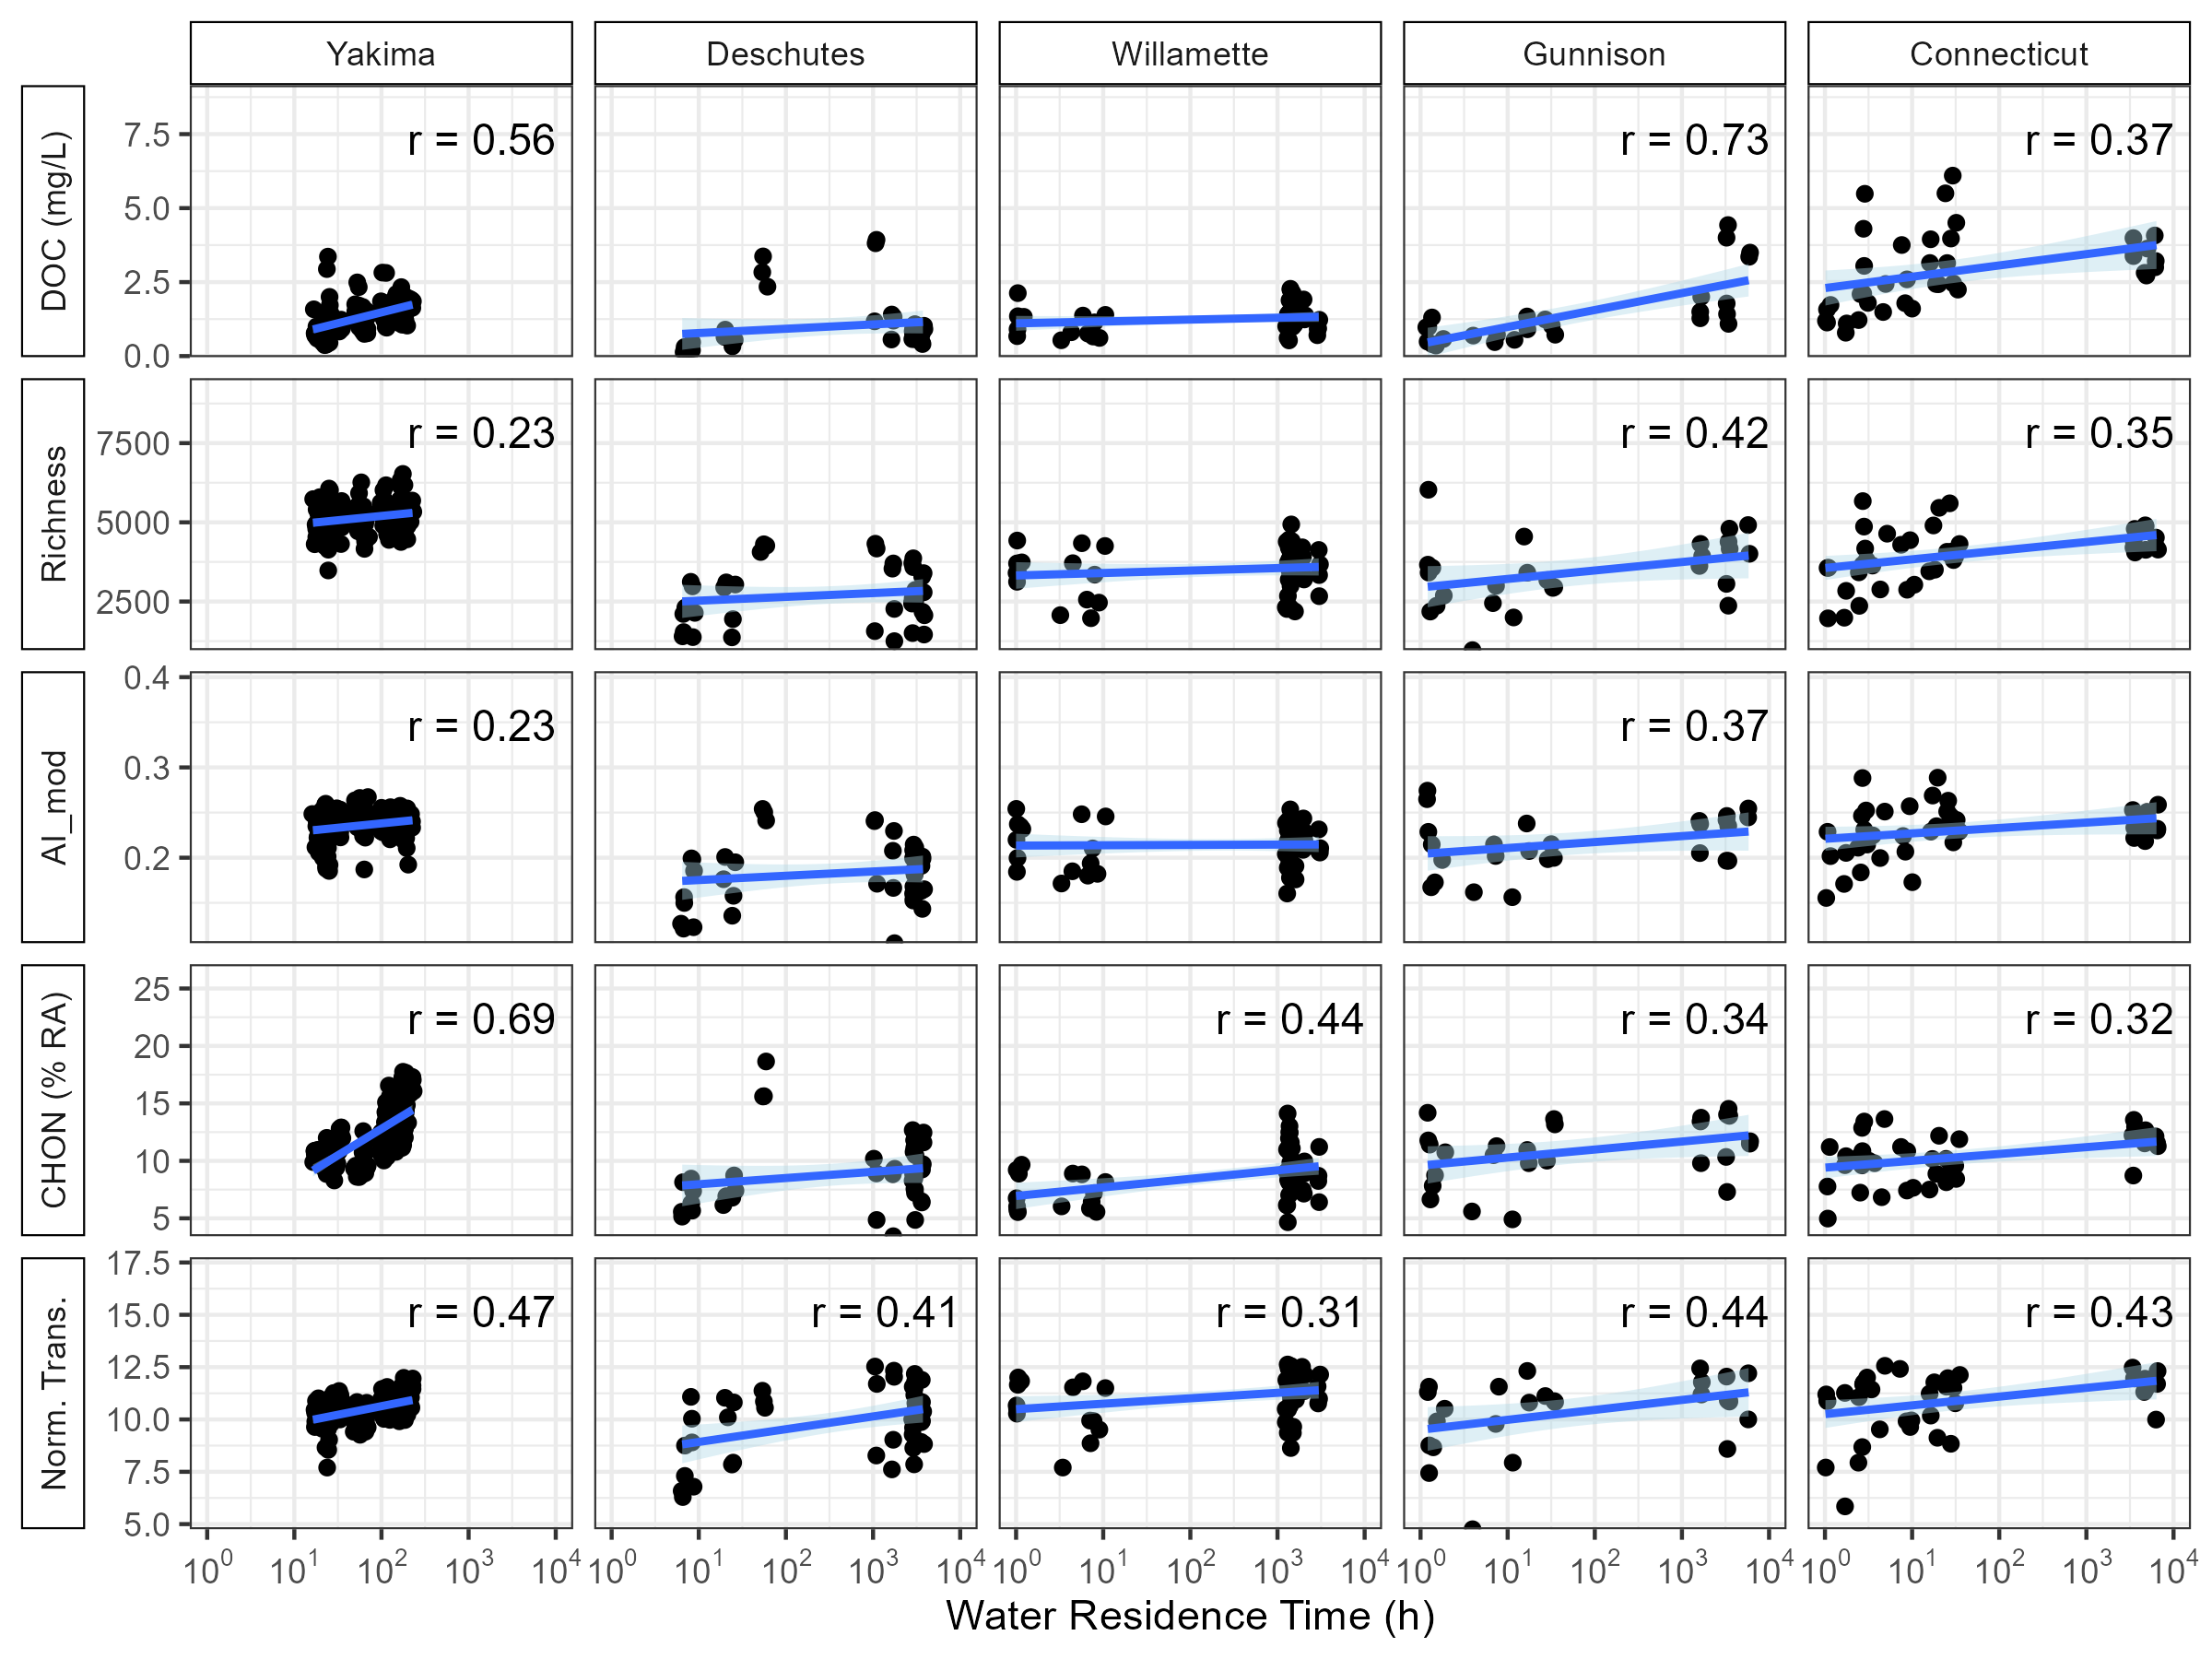 Yakima Deschutes Willamette Gunnison Connecticut
DOC (mg/L)
7.5
5.0
2.5
0.0
r = 0.56 r = 0.73 r = 0.37
Richness
7500
5000
2500
r = 0.23 r = 0.42 r = 0.35
AI_mod
0.4
0.3
0.2
r = 0.23 r = 0.37
CHON (% RA)
25
20
15
10
5
r = 0.69 r = 0.44 r = 0.34 r = 0.32
Norm. Trans.
17.5
15.0
12.5
10.0
7.5
5.0
r = 0.47 r = 0.41 r = 0.31 r = 0.44 r = 0.43
10⁰ 10¹ 10² 10³ 10⁴ 10⁰ 10¹ 10² 10³ 10⁴ 10⁰ 10¹ 10² 10³ 10⁴ 10⁰ 10¹ 10² 10³ 10⁴ 10⁰ 10¹ 10² 10³ 10⁴
Water Residence Time (h)